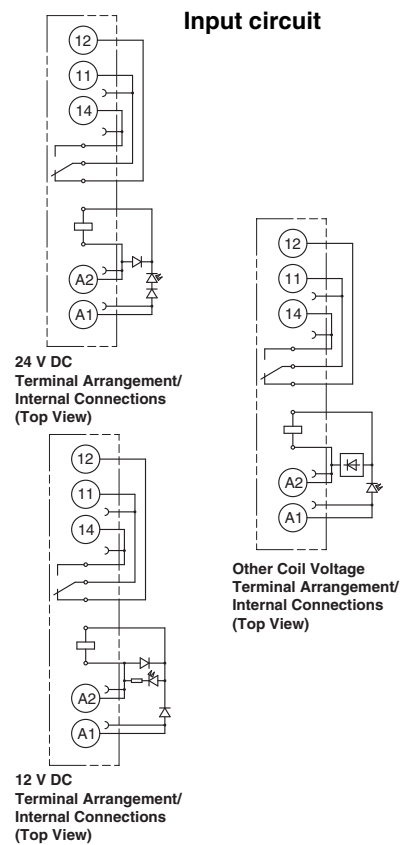 Input circuit
12
11
14
A2
A1
24 V DC
Terminal Arrangement/
Internal Connections
(Top View)
12
11
14
A2
A1
Other Coil Voltage
Terminal Arrangement/
Internal Connections
(Top View)
12
11
14
A2
A1
12 V DC
Terminal Arrangement/
Internal Connections
(Top View)